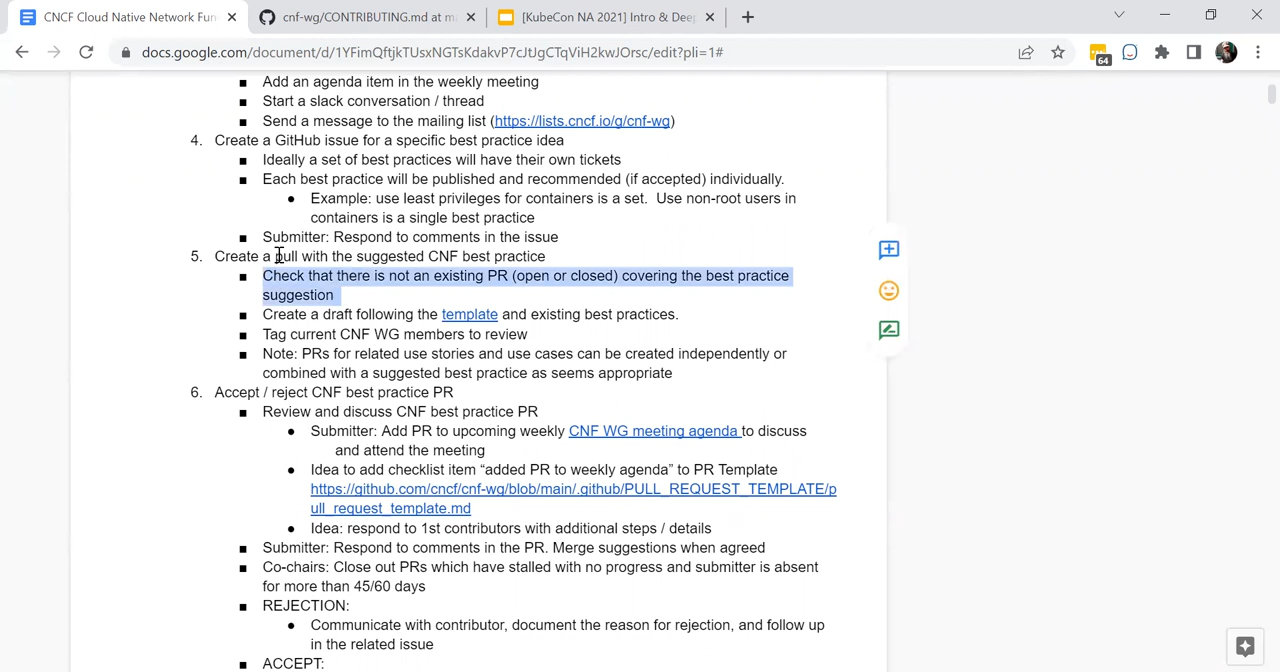 CNCF Cloud Native Network Fun
cnf-wg/CONTRIBUTING.md at ma
[KubeCon NA 2021] Intro & Deep
docs.google.com/document/d/1YFimQftjkTUsxNGTsKdakvP7cJtJgCTqViH2kwJOrsc/edit?pli=1#
64
■ Add an agenda item in the weekly meeting
■ Start a slack conversation / thread
■ Send a message to the mailing list (https://lists.cncf.io/g/cnf-wg)
4. Create a GitHub issue for a specific best practice idea
■ Ideally a set of best practices will have their own tickets
■ Each best practice will be published and recommended (if accepted) individually.
● Example: use least privileges for containers is a set. Use non-root users in
containers is a single best practice
■ Submitter: Respond to comments in the issue
5. Create a pull with the suggested CNF best practice
■ Check that there is not an existing PR (open or closed) covering the best practice
suggestion
■ Create a draft following the template and existing best practices.
■ Tag current CNF WG members to review
■ Note: PRs for related use stories and use cases can be created independently or
combined with a suggested best practice as seems appropriate
6. Accept / reject CNF best practice PR
■ Review and discuss CNF best practice PR
● Submitter: Add PR to upcoming weekly CNF WG meeting agenda to discuss
and attend the meeting
● Idea to add checklist item “added PR to weekly agenda” to PR Template
https://github.com/cncf/cnf-wg/blob/main/.github/PULL_REQUEST_TEMPLATE/p
ull_request_template.md
● Idea: respond to 1st contributors with additional steps / details
■ Submitter: Respond to comments in the PR. Merge suggestions when agreed
■ Co-chairs: Close out PRs which have stalled with no progress and submitter is absent
for more than 45/60 days
■ REJECTION:
● Communicate with contributor, document the reason for rejection, and follow up
in the related issue
■ ACCEPT: